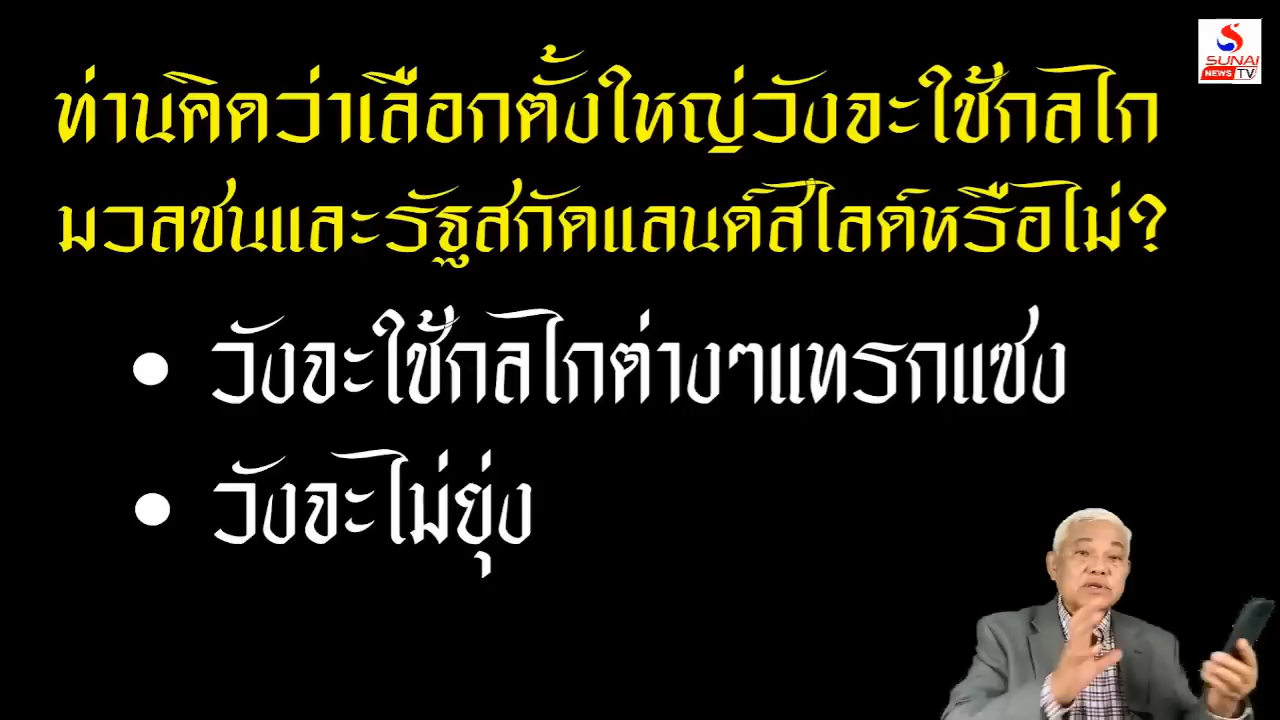 SUNAI
NEWS TV
ท่านคิดว่าเลือกตั้งใหญ่วังจะใช้กลไก
มวลชนและรัฐสกัดแลนด์สไลด์หรือไม่?
• วังจะใช้กลไกต่างๆแทรกแซง
• วังจะไม่ยุ่ง